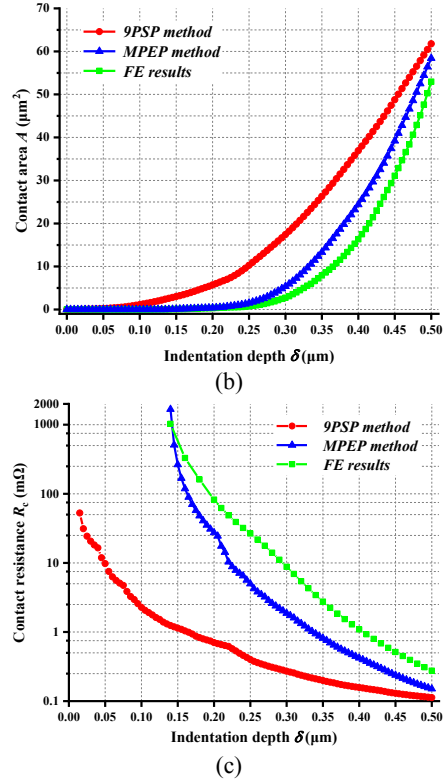 70
60
50
40
30
20
10
0
Contact area A (μm²)
9PSP method
MPEP method
FE results
0.00 0.05 0.10 0.15 0.20 0.25 0.30 0.35 0.40 0.45 0.50
Indentation depth δ (μm)
(b)
2000
1000
100
10
1
0.1
Contact resistance Rc (mΩ)
9PSP method
MPEP method
FE results
0.00 0.05 0.10 0.15 0.20 0.25 0.30 0.35 0.40 0.45 0.50
Indentation depth δ (μm)
(c)